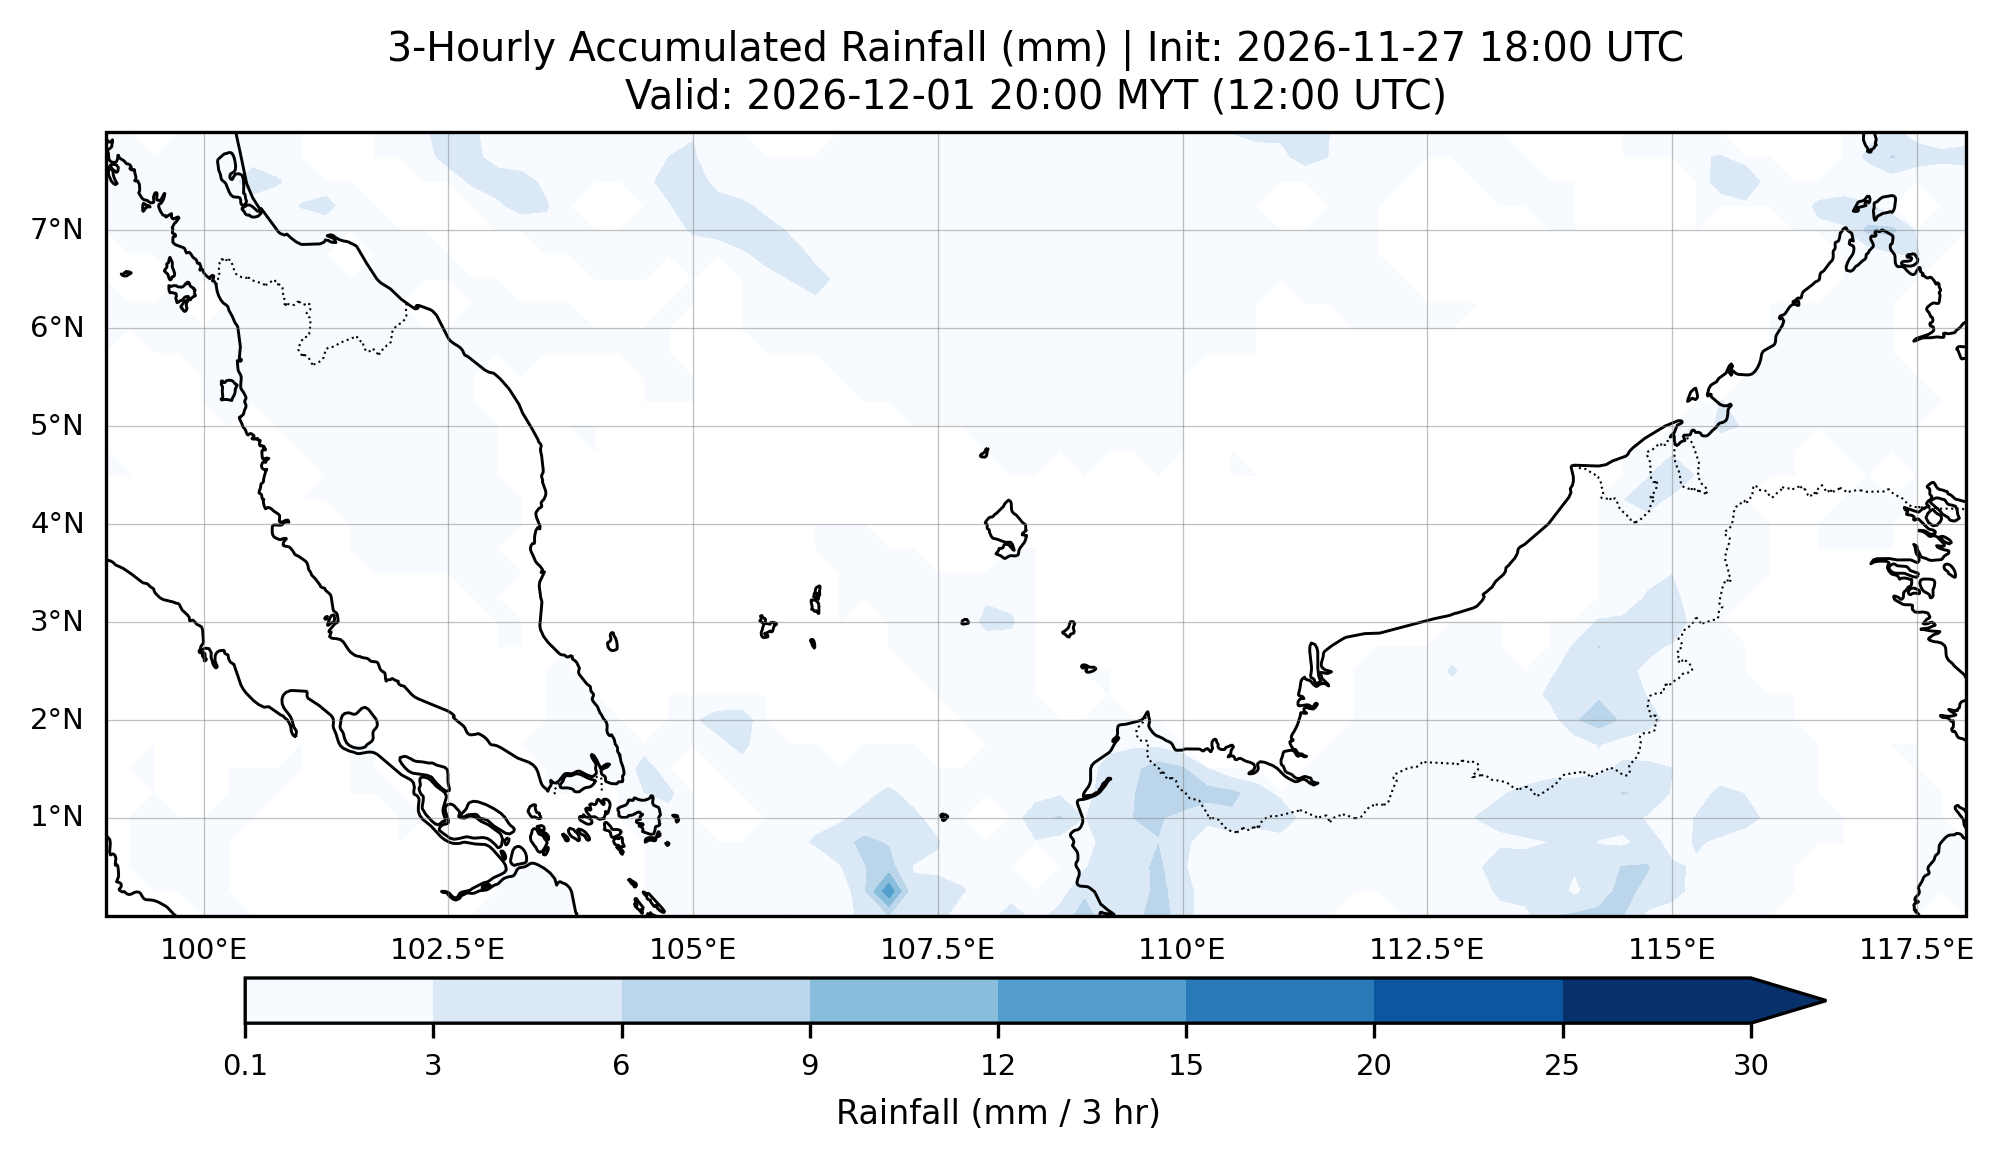 3-Hourly Accumulated Rainfall (mm) | Init: 2026-11-27 18:00 UTC
Valid: 2026-12-01 20:00 MYT (12:00 UTC)
7°N
6°N
5°N
4°N
3°N
2°N
1°N
100°E 102.5°E 105°E 107.5°E 110°E 112.5°E 115°E 117.5°E
0.1 3 6 9 12 15 20 25 30
Rainfall (mm / 3 hr)